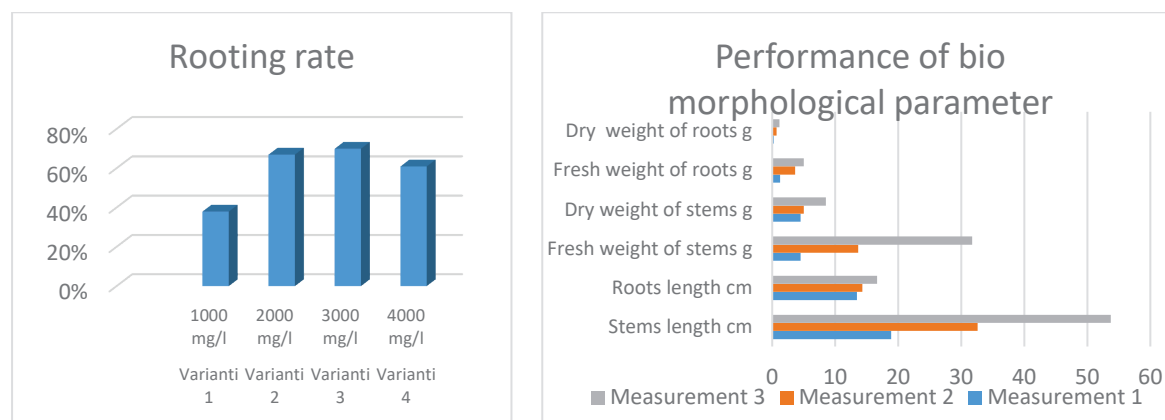 Rooting rate
80%
60%
40%
20%
0%
1000 2000 3000 4000
mg/l mg/l mg/l mg/l
Varianti Varianti Varianti Varianti
1 2 3 4
Performance of bio
morphological parameter
Dry weight of roots g
Fresh weight of roots g
Dry weight of stems g
Fresh weight of stems g
Roots length cm
Stems length cm
0 10 20 30 40 50 60
Measurement 3 Measurement 2 Measurement 1